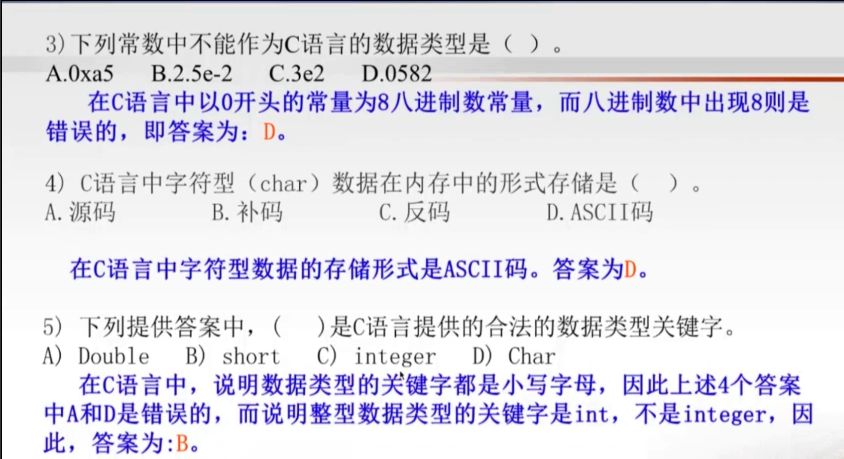 3)下列常数中不能作为C语言的数据类型是（ ）。
A.0xa5 B.2.5e-2 C.3e2 D.0582
在C语言中以0开头的常量为8八进制数常量，而八进制数中出现8则是
错误的，即答案为：D。
4) C语言中字符型（char）数据在内存中的形式存储是（ ）。
A.源码 B.补码 C.反码 D.ASCII码
在C语言中字符型数据的存储形式是ASCII码。答案为D。
5) 下列提供答案中，( )是C语言提供的合法的数据类型关键字。
A) Double B) short C) integer D) Char
在C语言中，说明数据类型的关键字都是小写字母，因此上述4个答案
中A和D是错误的，而说明整型数据类型的关键字是int，不是integer，因
此，答案为:B。